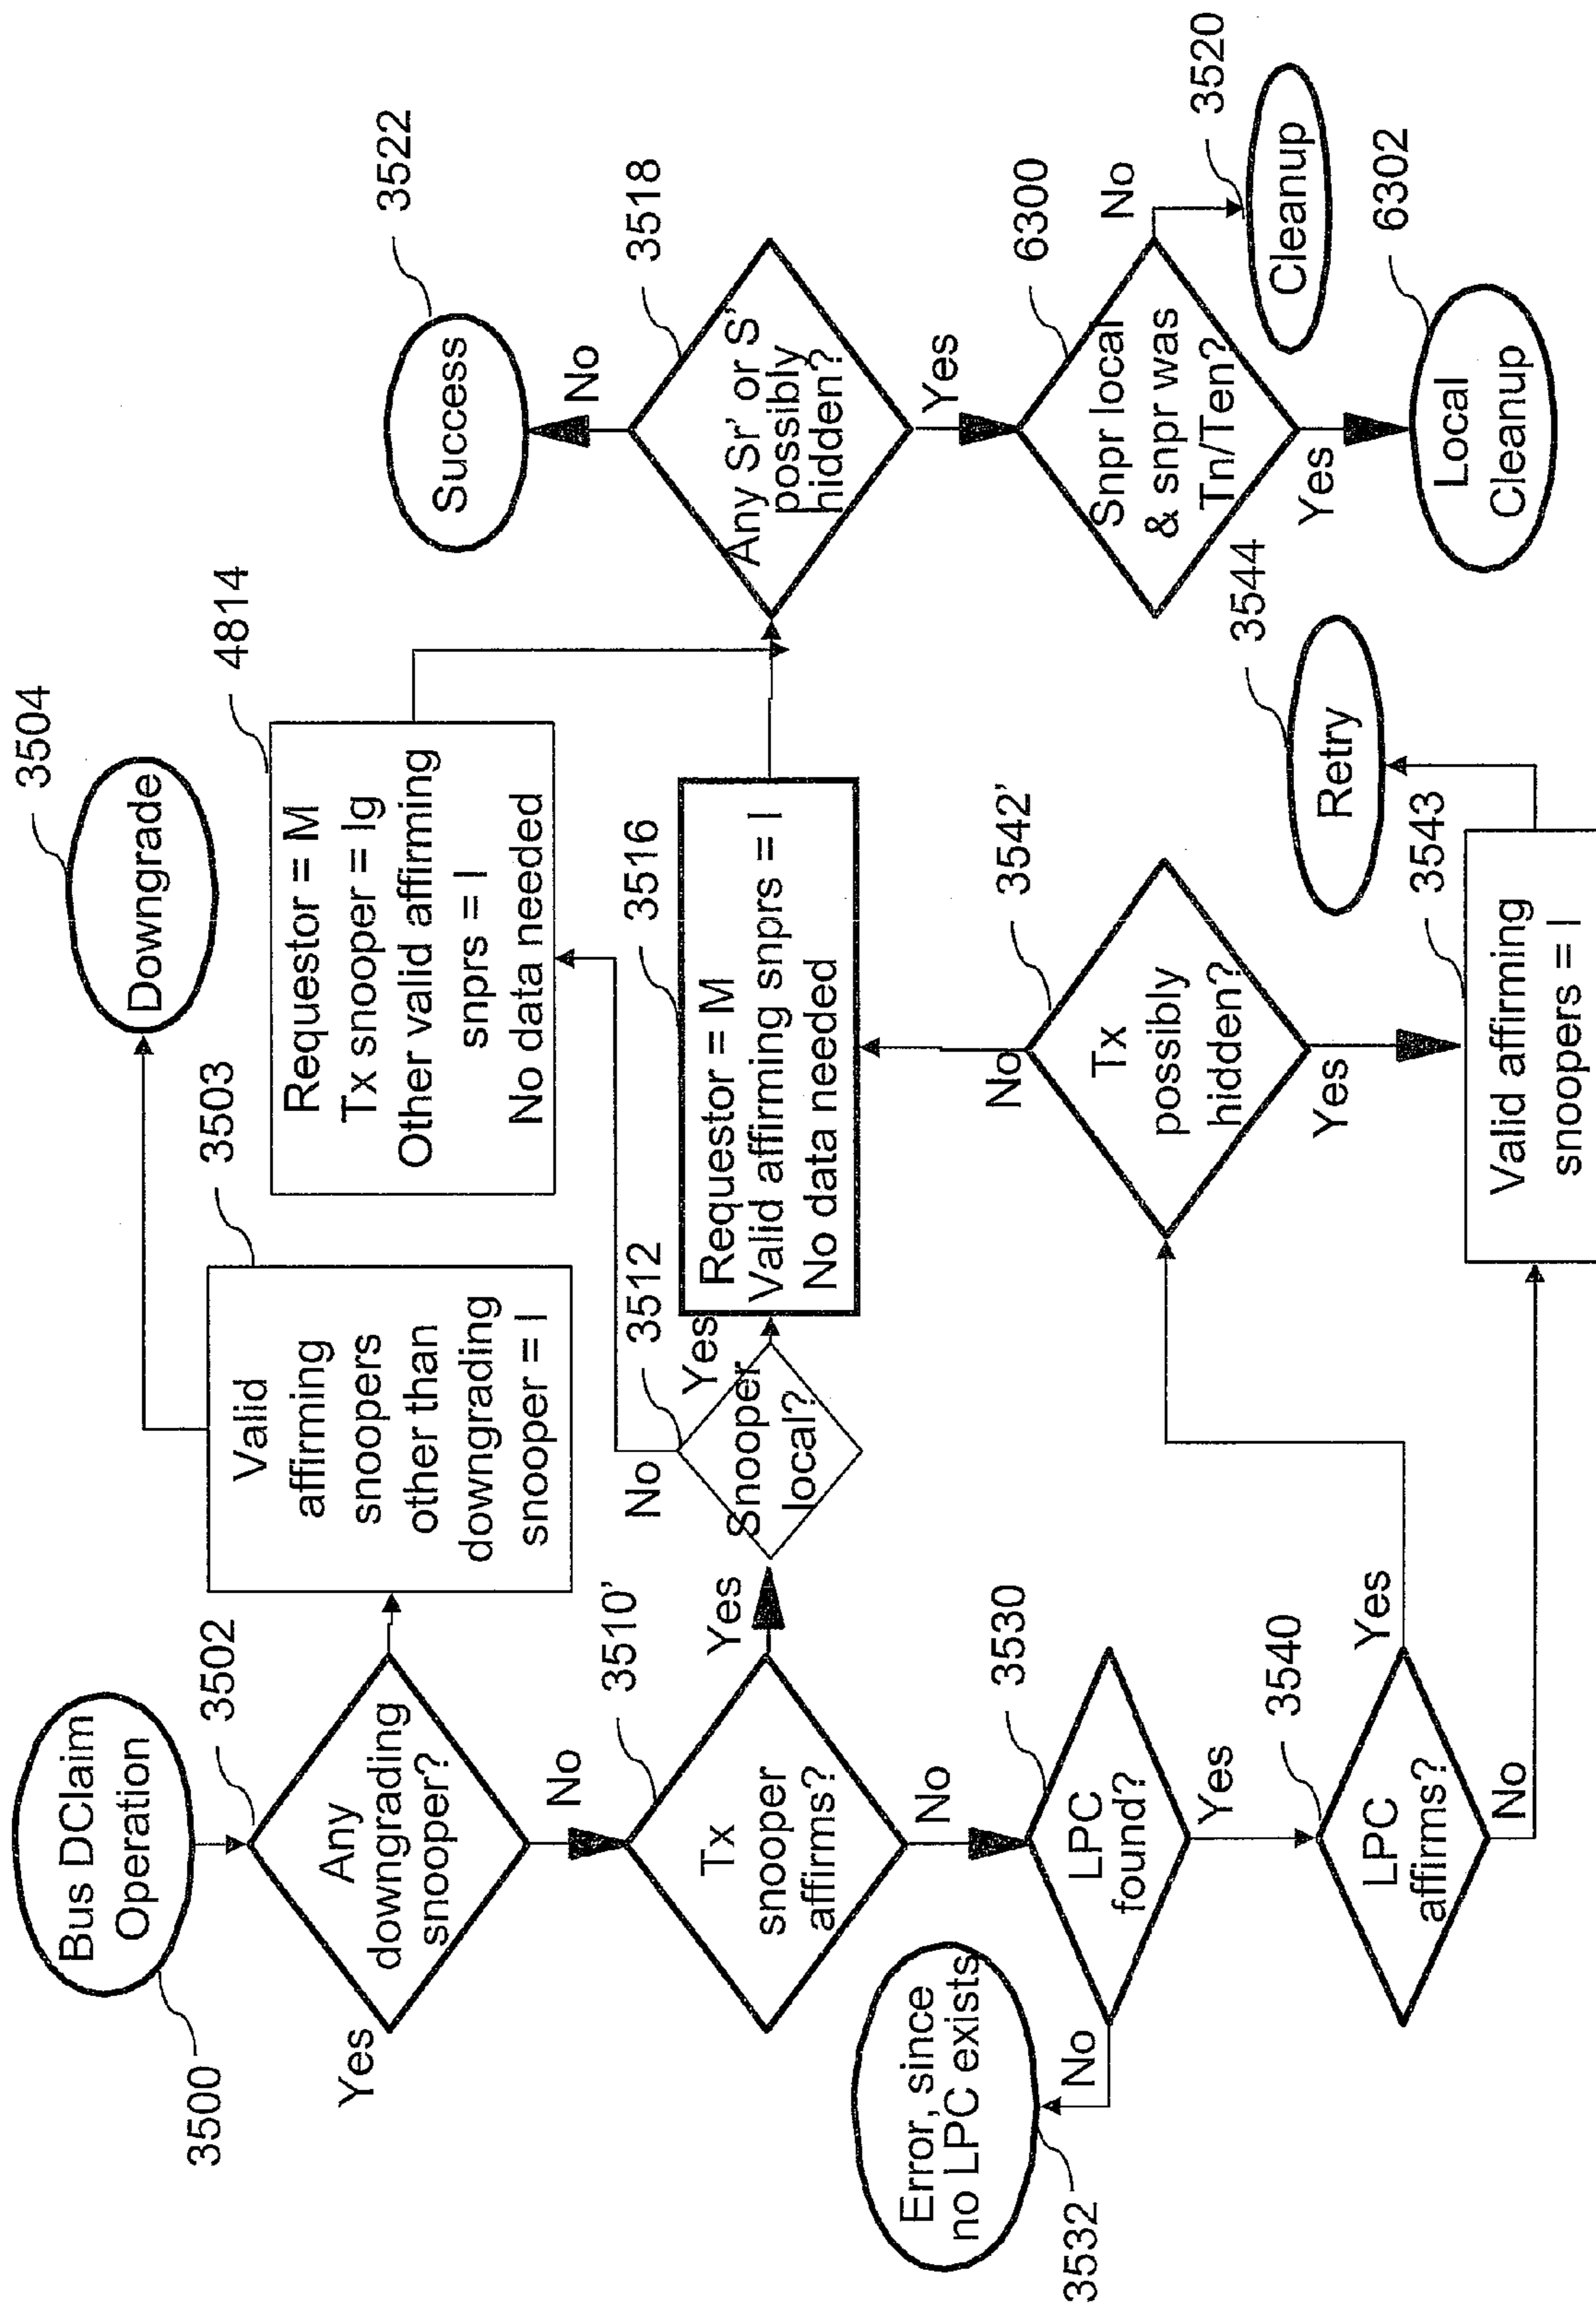 3500
Bus DClaim
Operation
3502
Any
downgrading
snooper?
Yes
No
3503
Valid
affirming
snoopers
other than
downgrading
snooper = I
3504
Downgrade
3510'
Tx
snooper
affirms?
Yes
No
3512
Snooper
local?
No
Yes
4814
Requestor = M
Tx snooper = Ig
Other valid affirming
snprs = I
No data needed
3516
Requestor = M
Valid affirming snprs = I
No data needed
3518
Any Sr' or S'
possibly
hidden?
No
Yes
3522
Success
6300
Snpr local
& snpr was
Tn/Ten?
No
Yes
3520
Cleanup
6302
Local
Cleanup
3530
LPC
found?
No
Yes
3532
Error, since
no LPC exists
3540
LPC
affirms?
Yes
No
3542'
Tx
possibly
hidden?
No
Yes
3543
Valid affirming
snoopers = I
3544
Retry